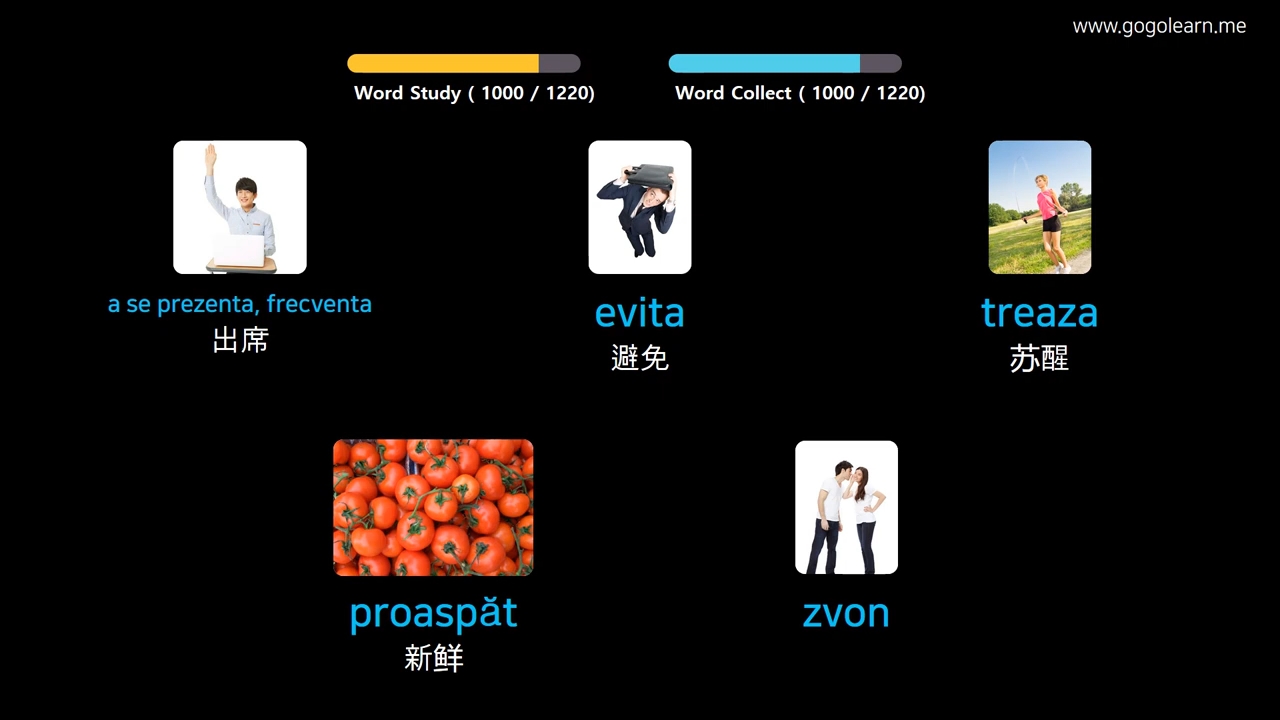 www.gogolearn.me
Word Study ( 1000 / 1220)
Word Collect ( 1000 / 1220)
a se prezenta, frecventa
出席
evita
避免
treaza
苏醒
proaspăt
新鲜
zvon